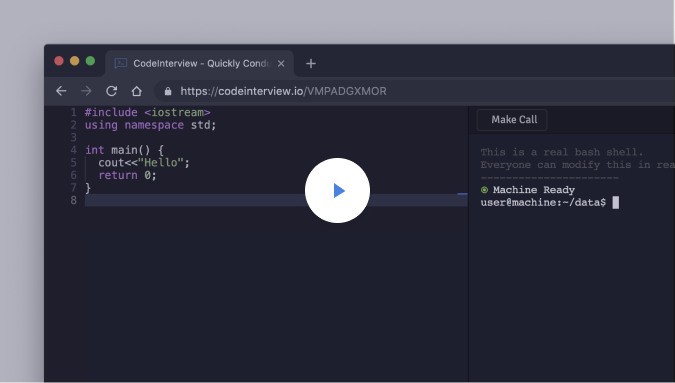 CodeInterview - Quickly Condu
https://codeinterview.io/VMPADGXMOR
1 #include <iostream>
2 using namespace std;
3
4 int main() {
5 cout<<"Hello";
6 return 0;
7 }
8
Make Call
This is a real bash shell.
Everyone can modify this in rea
----------------------
Machine Ready
user@machine:~/data$